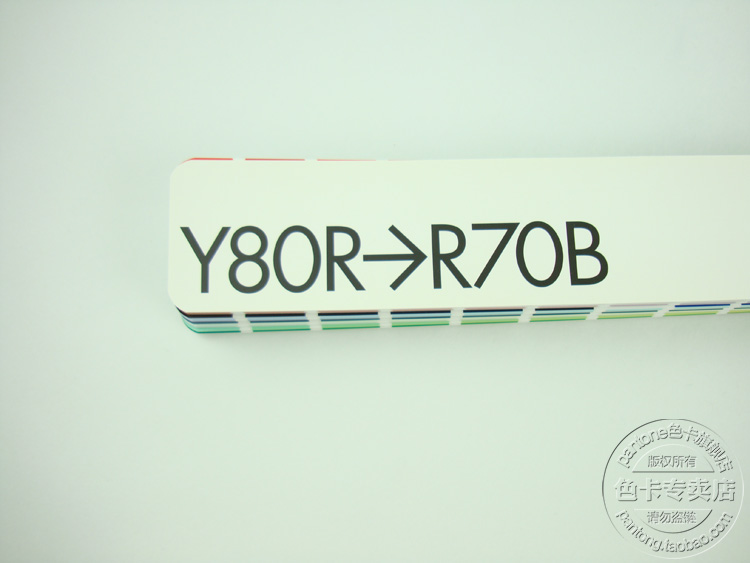 Y80R→R70B
pantone色卡旗舰店
版权所有
色卡专卖店
请勿盗链
pantong.taobao.com